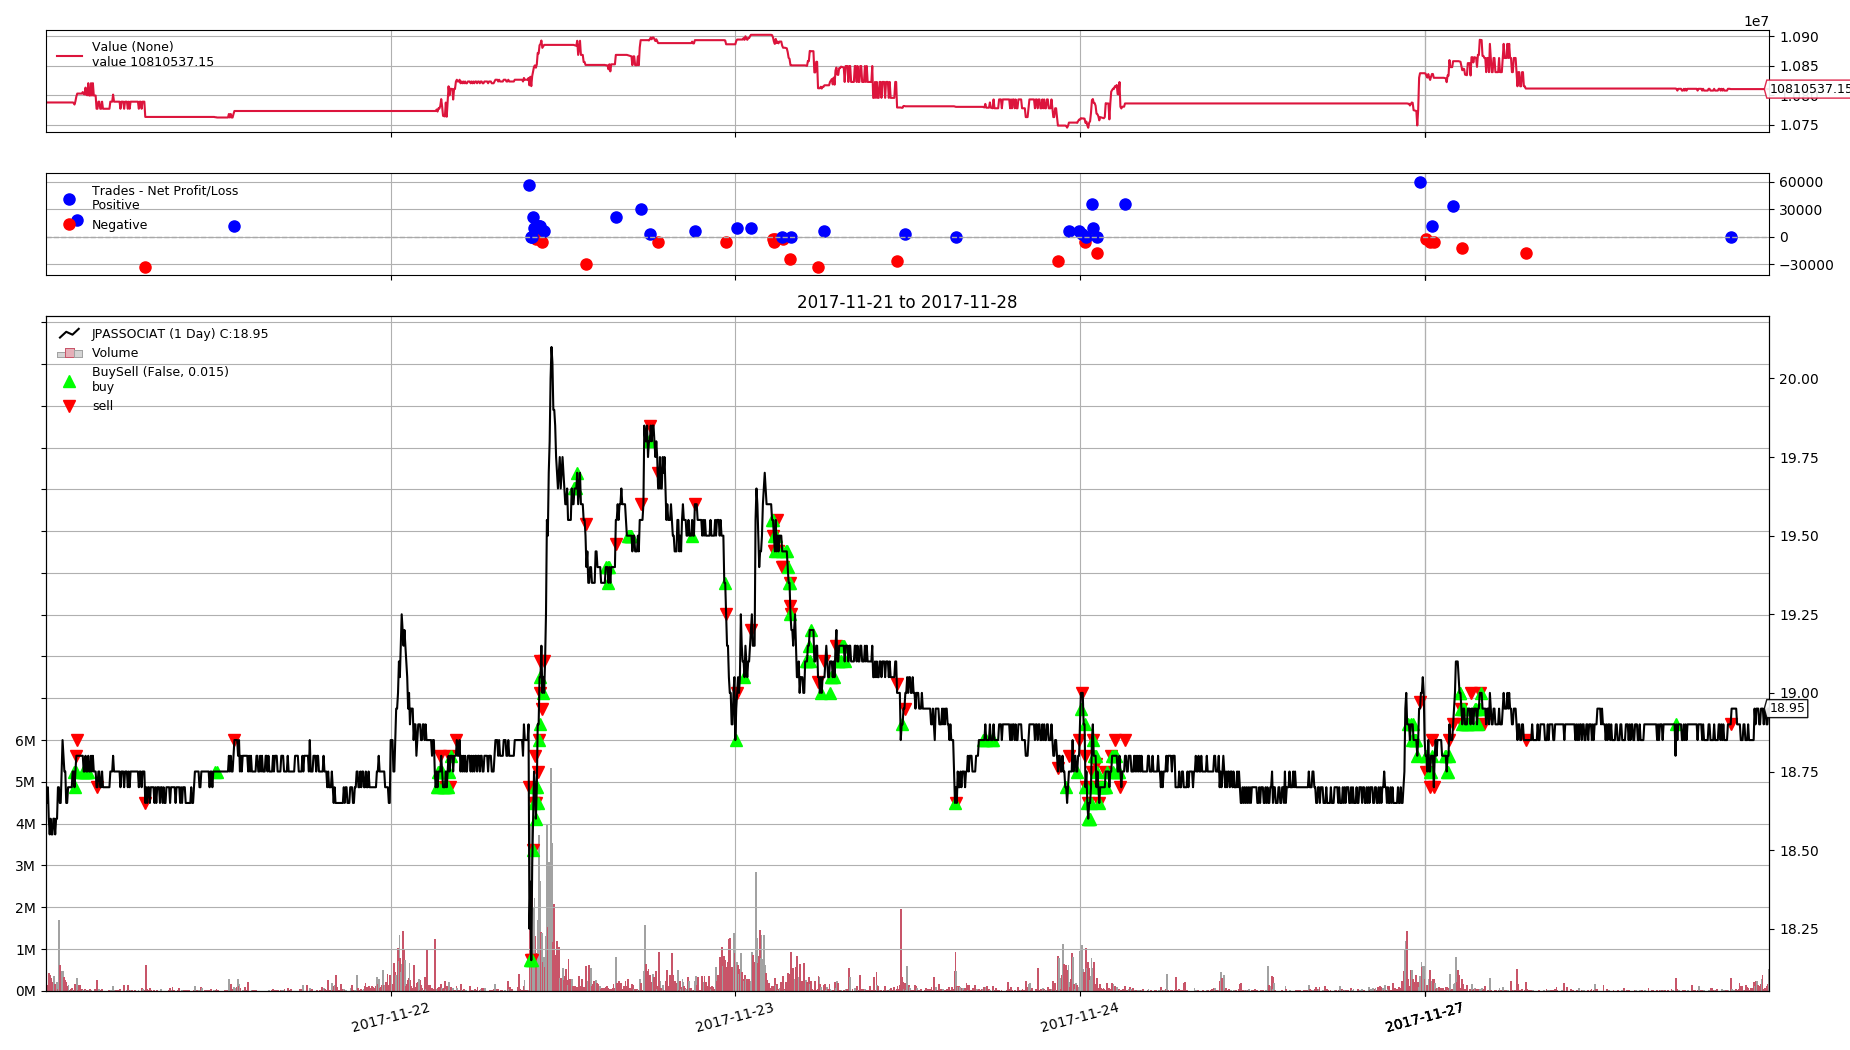 1e7
Value (None)
value 10810537.15
1.090
1.085
10810537.15
1.075
Trades - Net Profit/Loss
Positive
Negative
60000
30000
0
−30000
2017-11-21 to 2017-11-28
JPASSOCIAT (1 Day) C:18.95
Volume
BuySell (False, 0.015)
buy
sell
20.00
19.75
19.50
19.25
19.00
18.95
18.75
18.50
18.25
6M
5M
4M
3M
2M
1M
0M
2017-11-22
2017-11-23
2017-11-24
2017-11-27